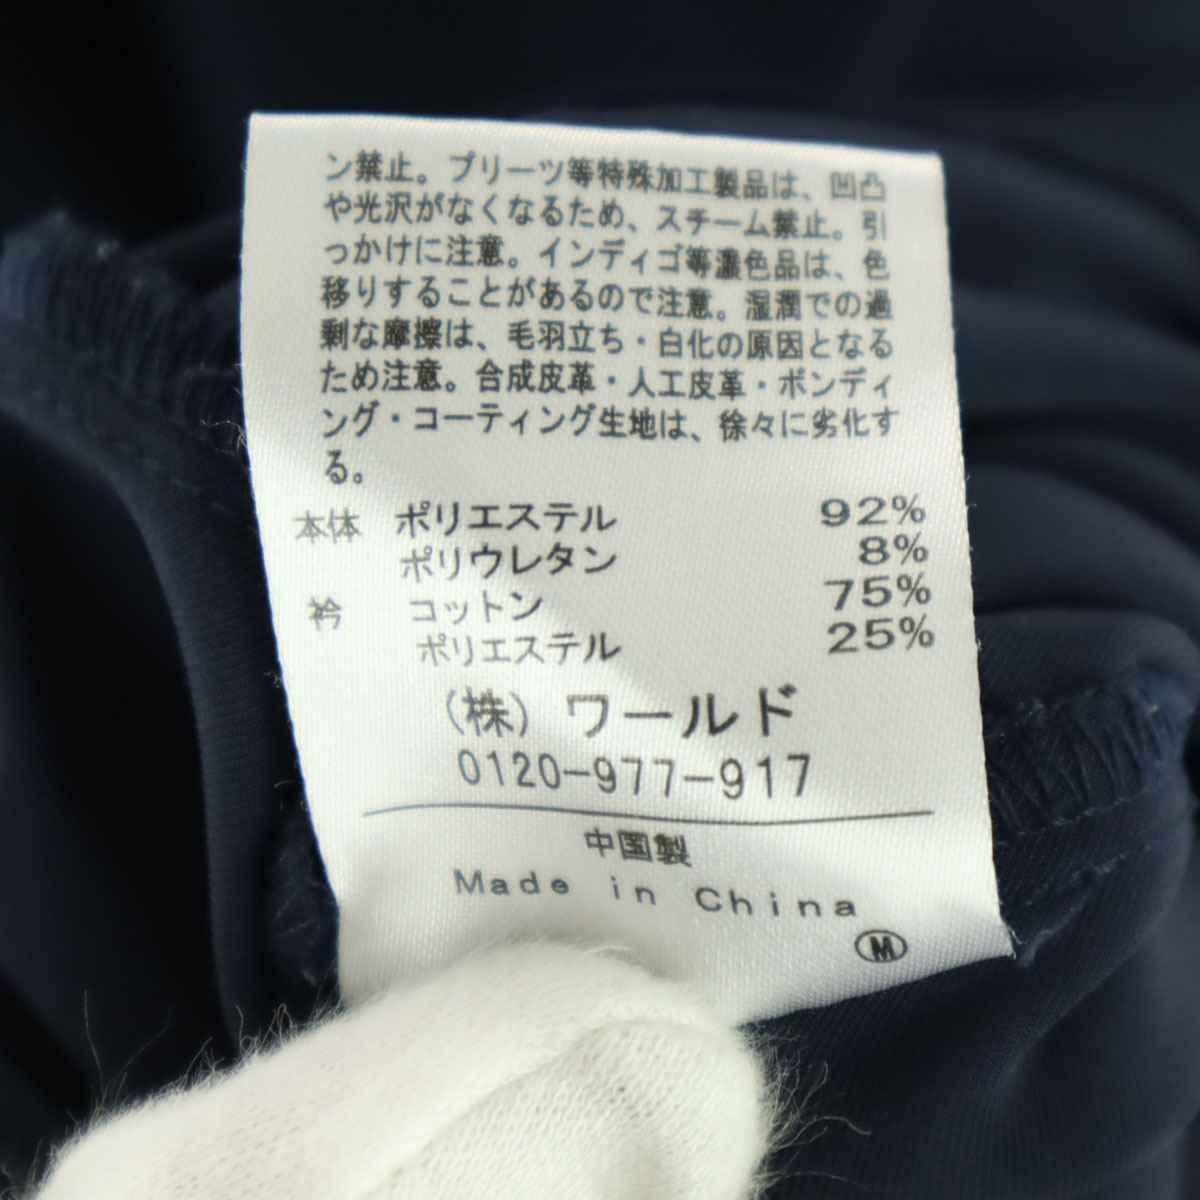 ン禁止。プリーツ等特殊加工製品は、凹凸
や光沢がなくなるため、スチーム禁止。引
っかけに注意。インディゴ等濃色品は、色
移りすることがあるので注意。湿潤での過
剰な摩擦は、毛羽立ち・白化の原因となる
ため注意。合成皮革・人工皮革・ボンディ
ング・コーティング生地は、徐々に劣化す
る。
本体 ポリエステル 92%
ポリウレタン 8%
衿 コットン 75%
ポリエステル 25%
(株) ワールド
0120-977-917
中国製
Made in China
M